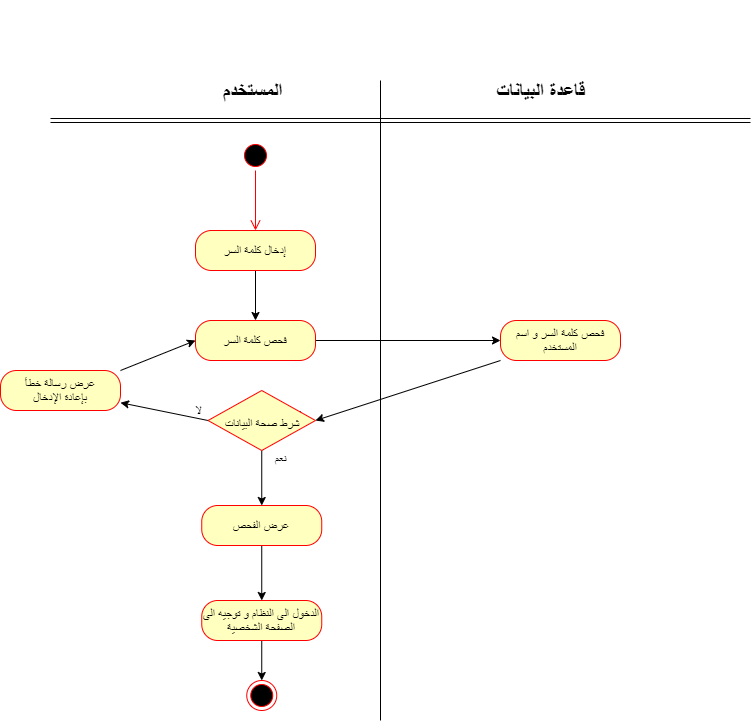 المستخدم
قاعدة البيانات
إدخال كلمة السر
فحص كلمة السر
فحص كلمة السر و اسم
المستخدم
عرض رسالة خطأ
بإعادة الإدخال
لا
شرط صحة البيانات
نعم
عرض الفحص
الدخول الى النظام و توجيه الى
الصفحة الشخصية